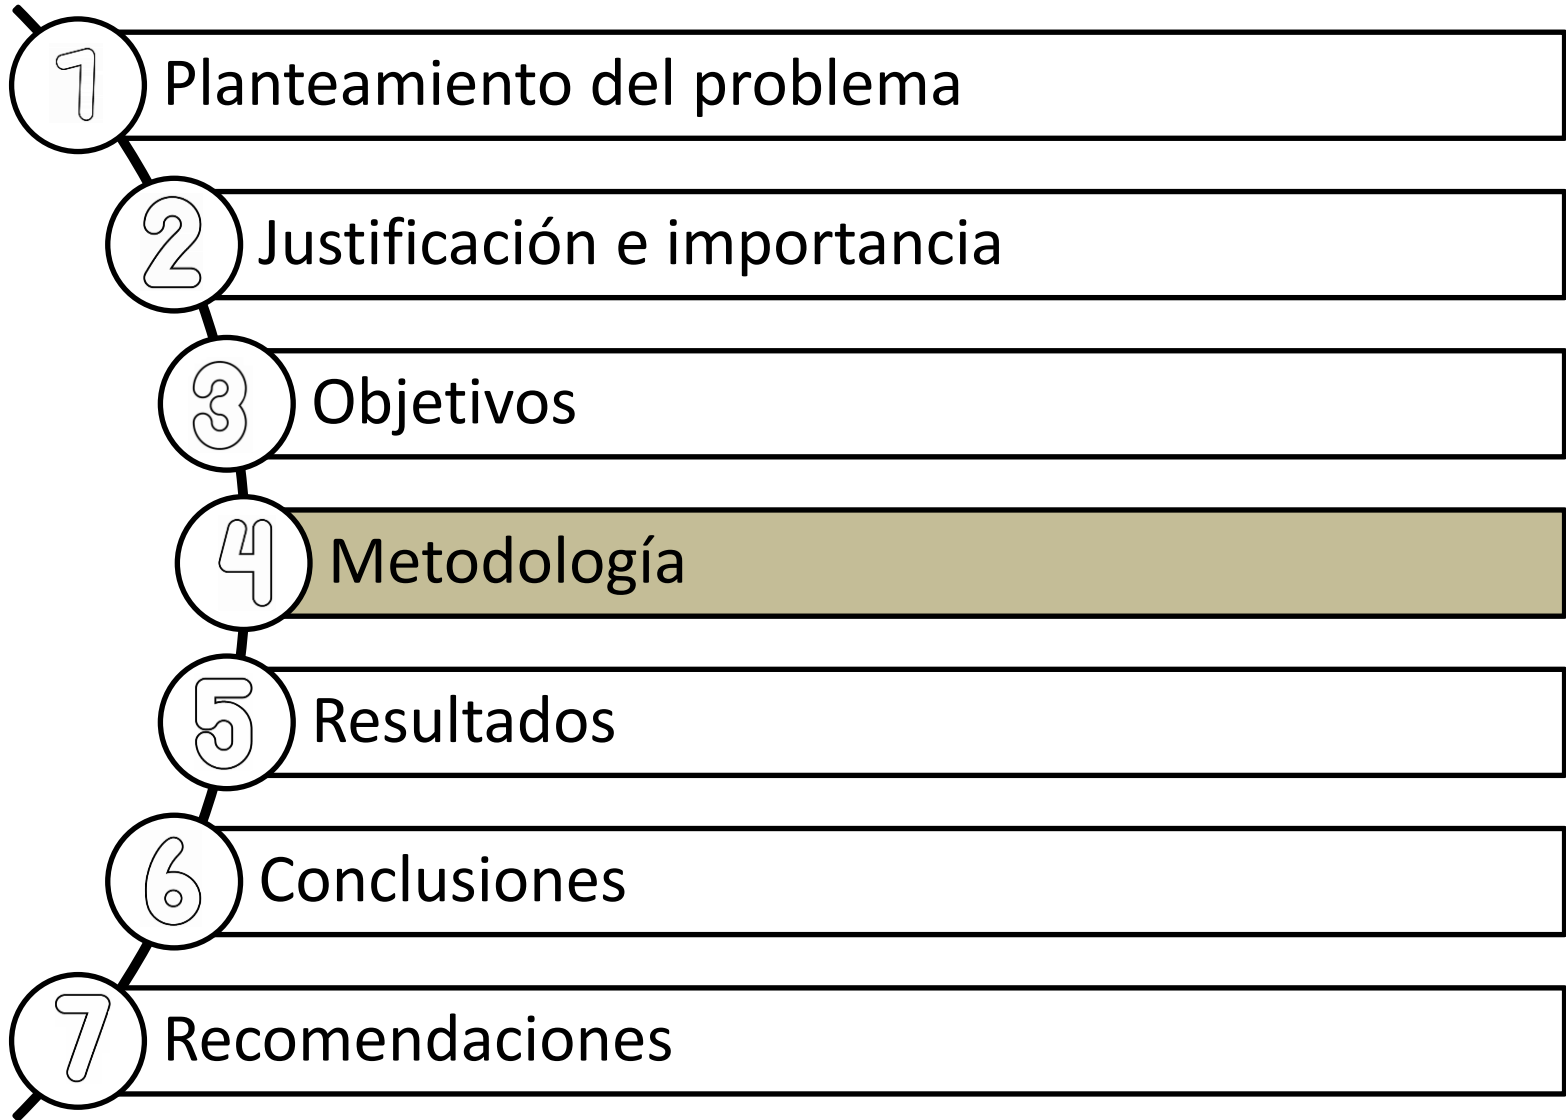 1 Planteamiento del problema
2 Justificación e importancia
3 Objetivos
4 Metodología
5 Resultados
6 Conclusiones
7 Recomendaciones